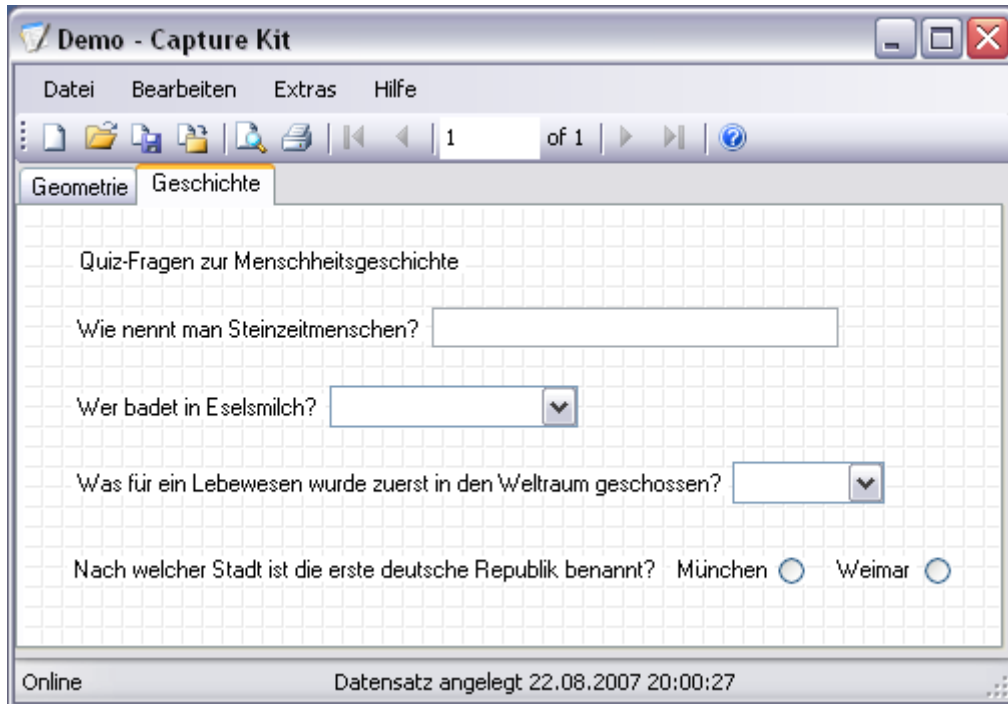 Demo - Capture Kit
Datei Bearbeiten Extras Hilfe
1 of 1
Geometrie Geschichte
Quiz-Fragen zur Menschheitsgeschichte
Wie nennt man Steinzeitmenschen?
Wer badet in Eselsmilch?
Was für ein Lebewesen wurde zuerst in den Weltraum geschossen?
Nach welcher Stadt ist die erste deutsche Republik benannt? München Weimar
Online Datensatz angelegt 22.08.2007 20:00:27